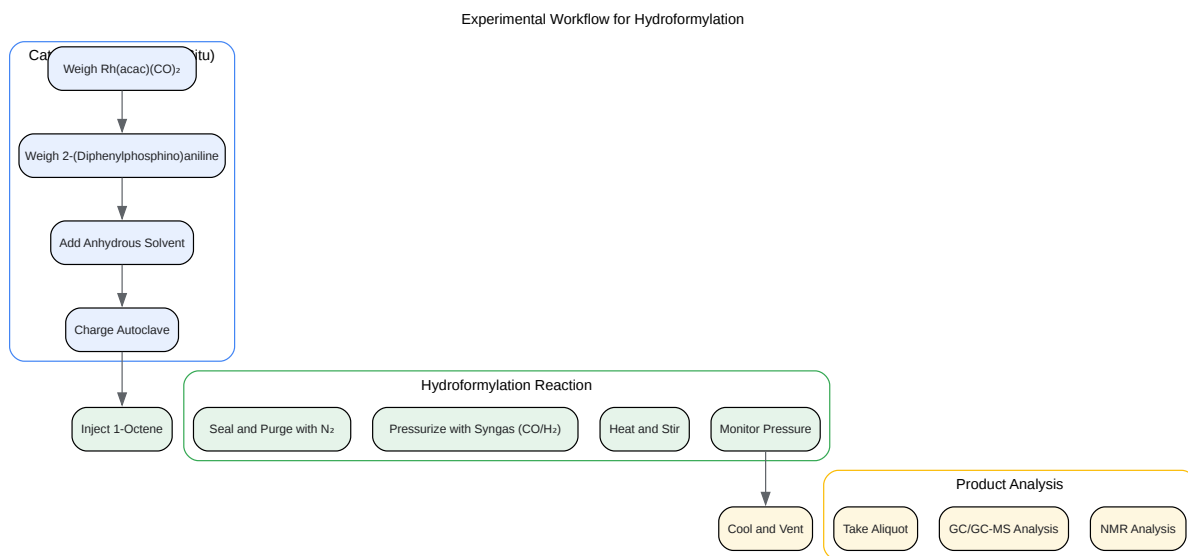 Experimental Workflow for Hydroformylation
Weigh Rh(acac)(CO)₂
Weigh 2-(Diphenylphosphino)aniline
Add Anhydrous Solvent
Charge Autoclave
Hydroformylation Reaction
Inject 1-Octene
Seal and Purge with N₂
Pressurize with Syngas (CO/H₂)
Heat and Stir
Monitor Pressure
Product Analysis
Cool and Vent
Take Aliquot
GC/GC-MS Analysis
NMR Analysis